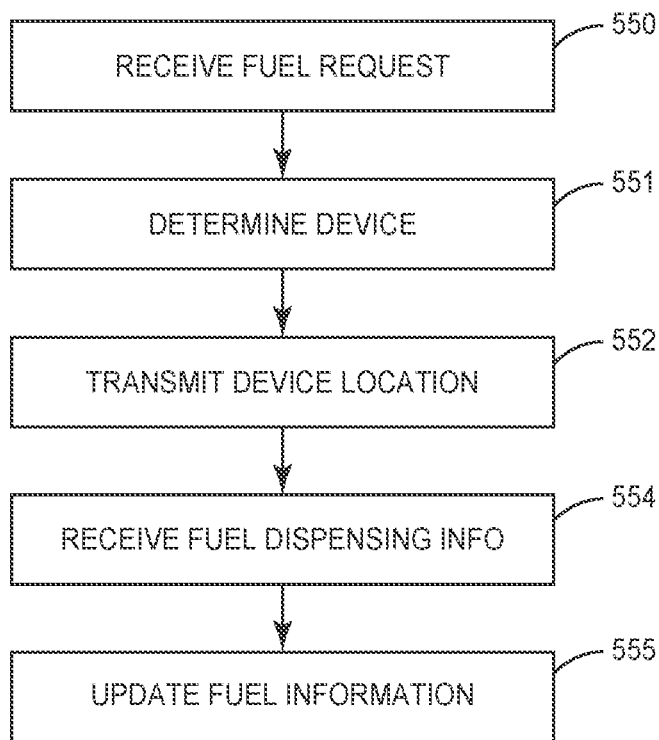 RECEIVE FUEL REQUEST
550
DETERMINE DEVICE
551
TRANSMIT DEVICE LOCATION
552
RECEIVE FUEL DISPENSING INFO
554
UPDATE FUEL INFORMATION
555